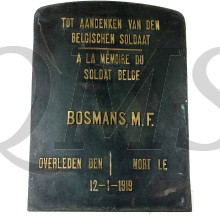 TOT AANDENKEN VAN DEN
BELGISCHEN SOLDAAT
A LA MÉMOIRE DU
SOLDAT BELGE
BOSMANS, M.F.
OVERLEDEN DEN | MORT LE
12-1-1919